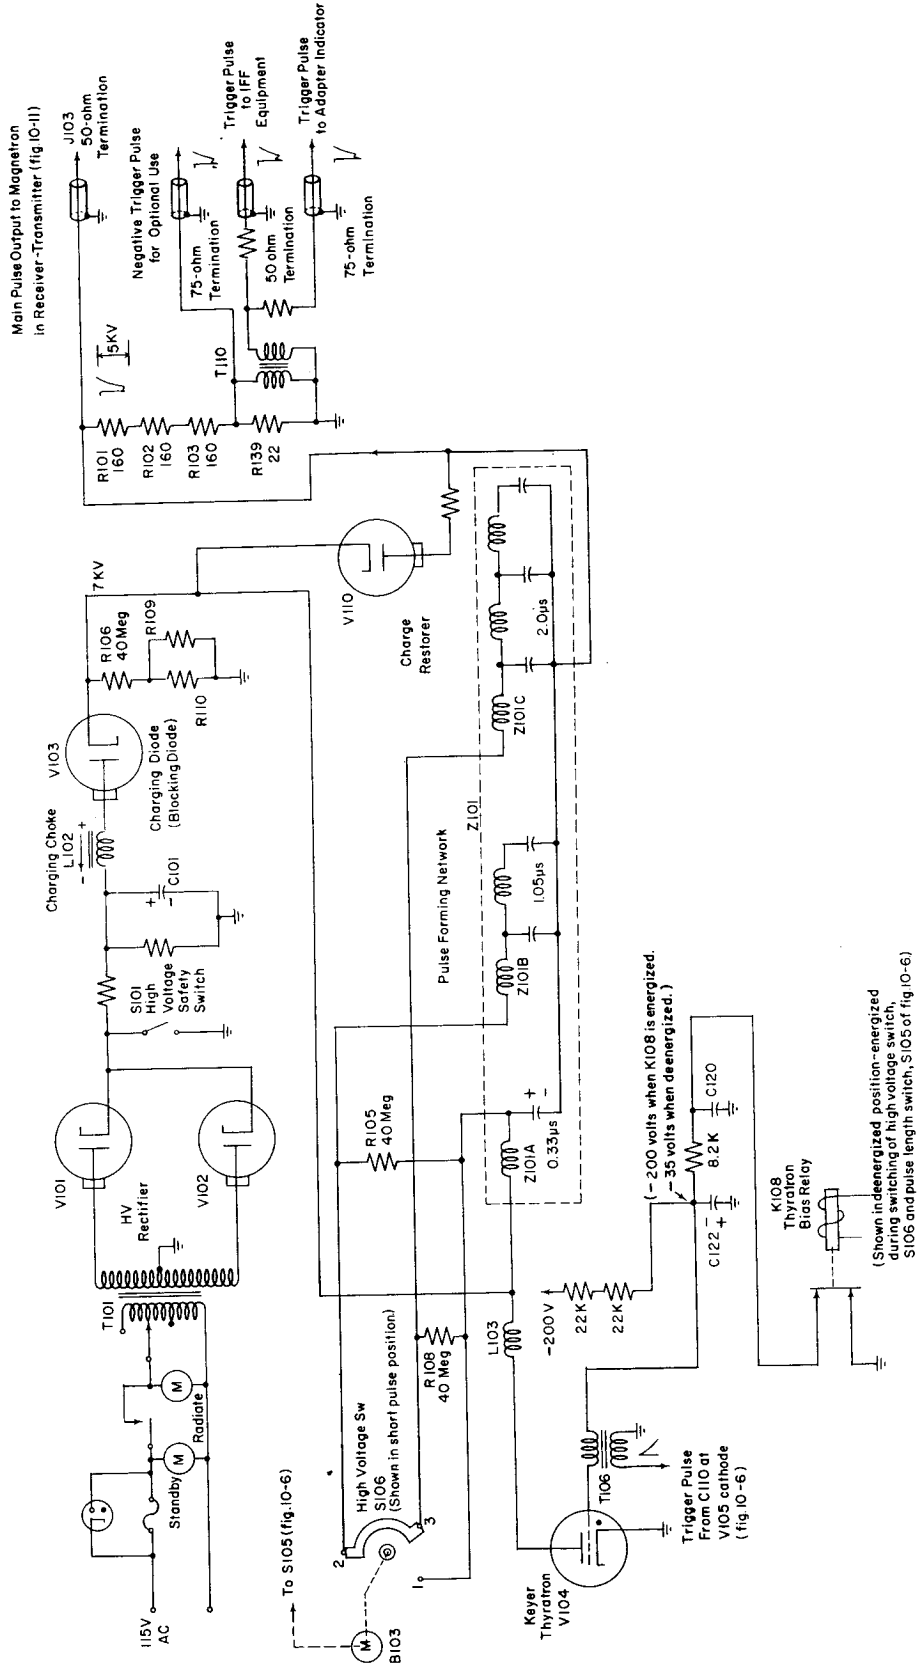 Main Pulse Output to Magnetron
in Receiver-Transmitter (fig.10-11)
J103
50-ohm
Termination
Negative Trigger Pulse
for Optional Use
75-ohm
Termination
Trigger Pulse
to IFF
Equipment
50 ohm
Termination
Trigger Pulse
to Adapter Indicator
75-ohm
Termination
5KV
R101
160
R102
160
R103
160
R139
22
T110
7KV
R106
40 Meg
R109
R110
V103
Charging Diode
(Blocking Diode)
Charging Choke
L102
- +
+
-
C101
S101
High
Voltage
Safety
Switch
V101
HV
Rectifier
V102
T101
M
Radiate
M
Standby
115V
AC
V110
Charge
Restorer
Pulse Forming Network
Z101
Z101C
2.0µs
Z101B
1.05µs
Z101A
+
-
0.33µs
R105
40 Meg
R108
40 Meg
High Voltage Sw
S106
(Shown in short pulse position)
2
3
1
To S105 (fig.10-6)
M
B103
L103
-200V
22K
22K
(-200 volts when K108 is energized.
-35 volts when deenergized.)
8.2K
C120
C122
-
+
K108
Thyratron
Bias Relay
(Shown indeenergized position-energized
during switching of high voltage switch,
S106 and pulse length switch, S105 of fig.10-6)
T106
Trigger Pulse
From C110 at
V105 cathode
(fig.10-6)
Keyer
Thyratron
V104